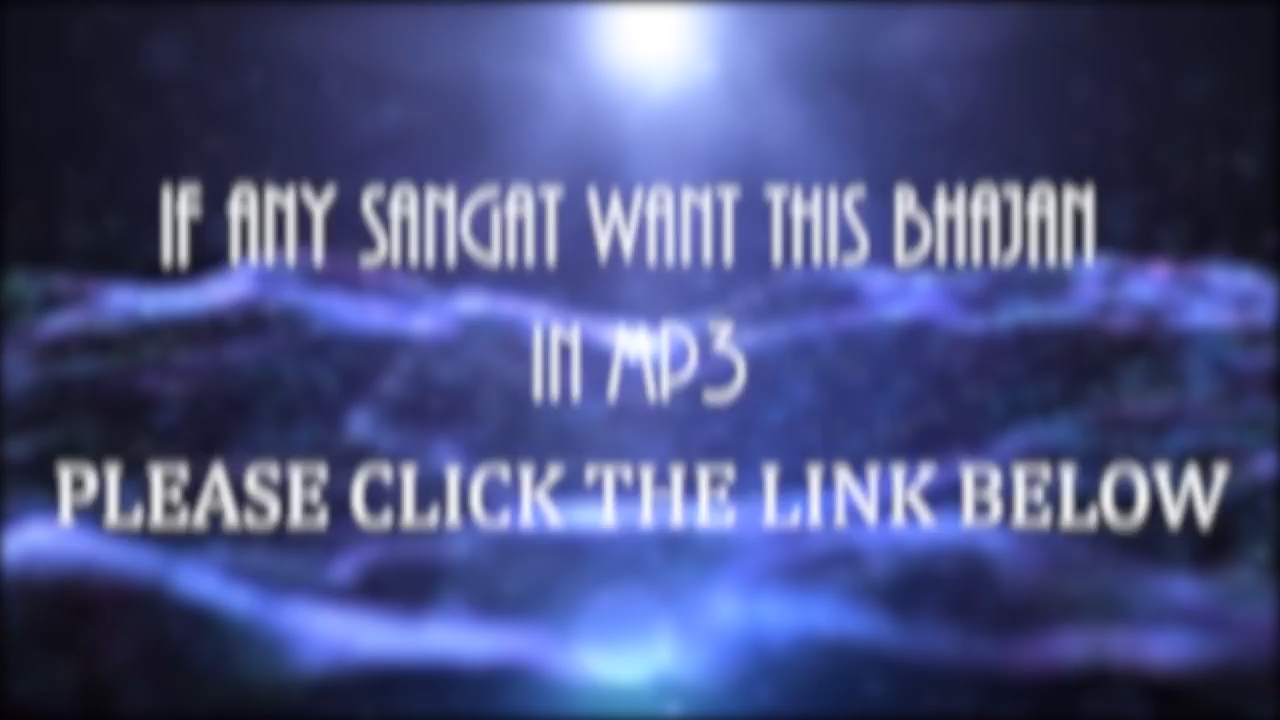 IF ANY SANGAT WANT THIS BHAJAN
IN MP3
PLEASE CLICK THE LINK BELOW